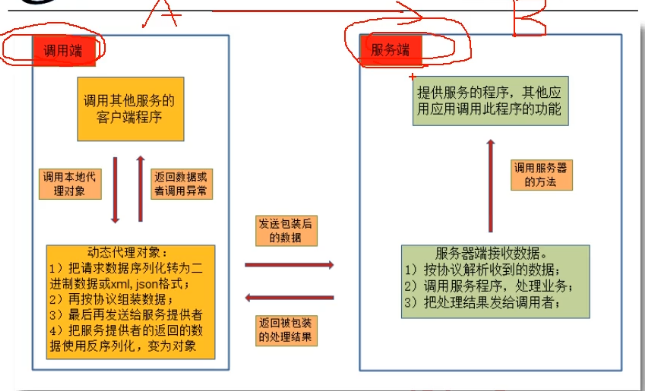 A
B
调用端
服务端
调用其他服务的
客户端程序
提供服务的程序，其他应
用应用调用此程序的功能
调用本地代
理对象
返回数据或
者调用异常
调用服务器
的方法
发送包装后
的数据
动态代理对象：
1）把请求数据序列化转为二
进制数据或xml, json格式；
2）再按协议组装数据；
3）最后再发送给服务提供者
4）把服务提供者的返回的数
据使用反序列化，变为对象
服务器端接收数据。
1）按协议解析收到的数据；
2）调用服务程序，处理业务；
3）把处理结果发给调用者；
返回被包装
的处理结果